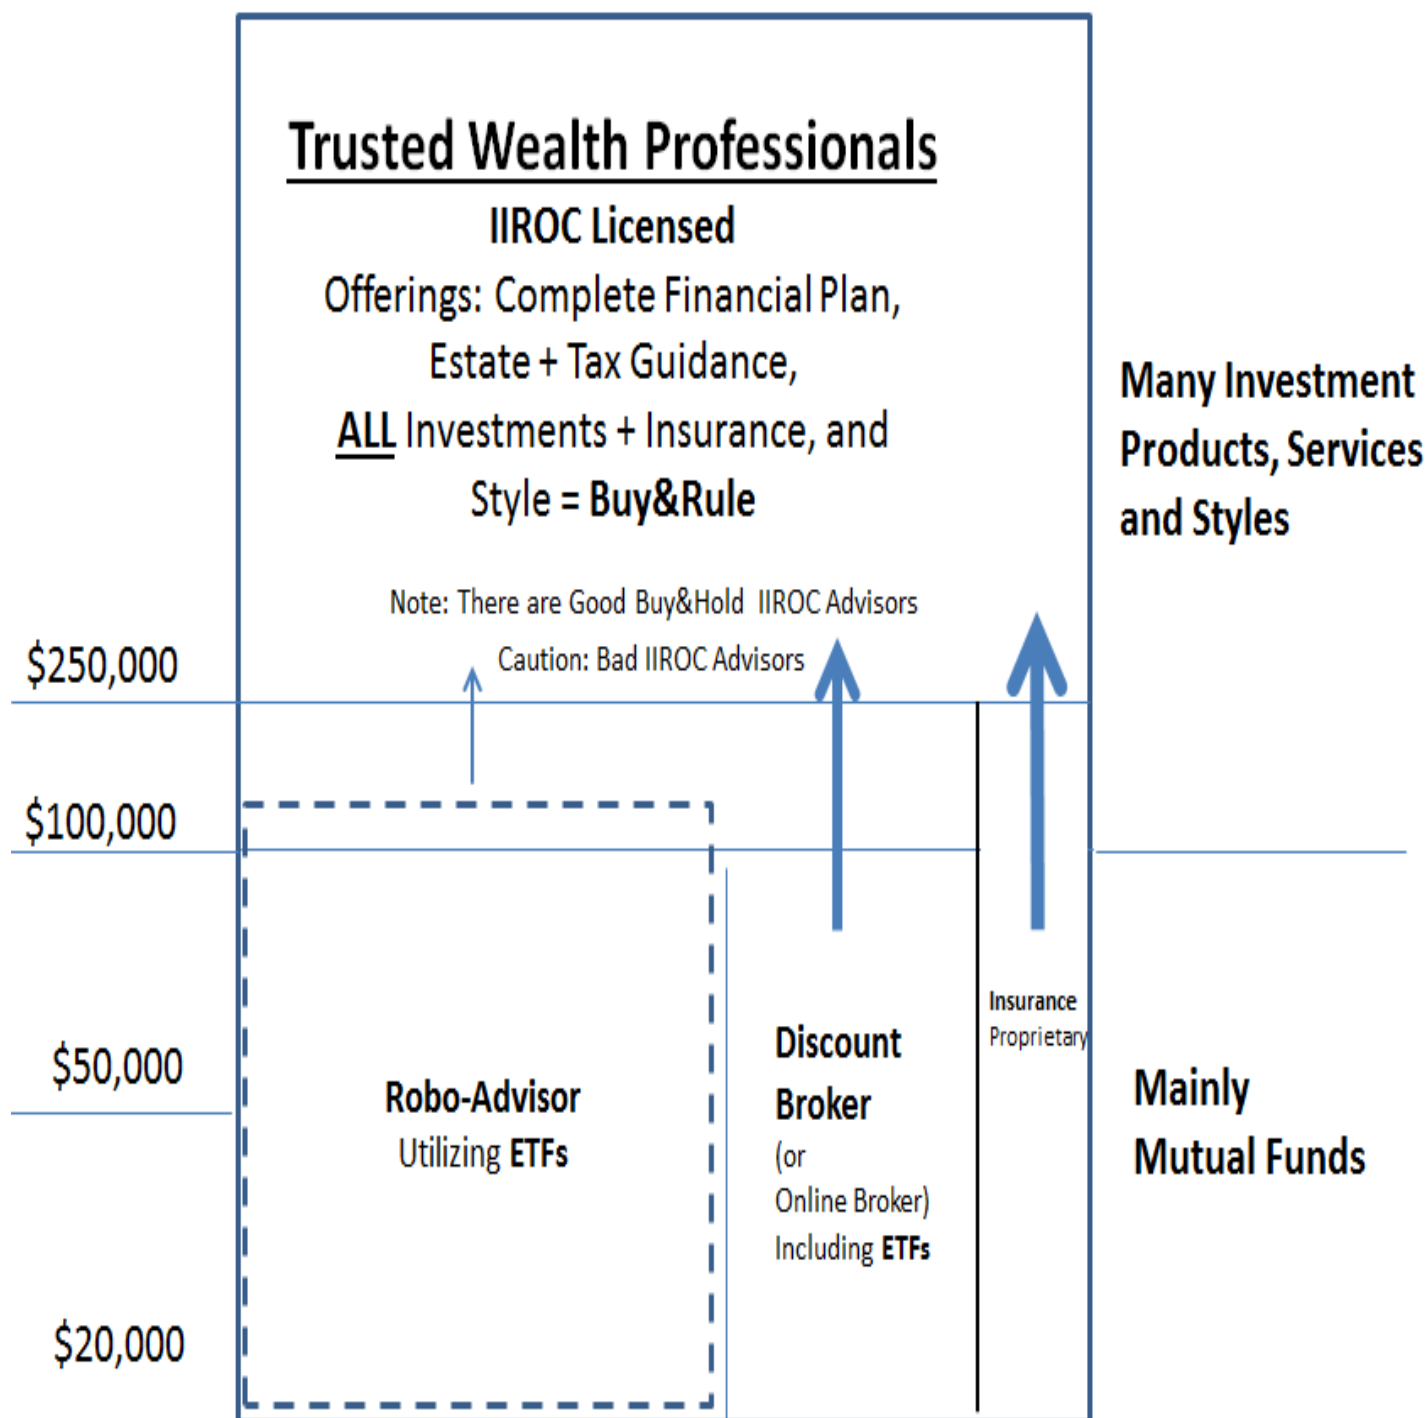 Trusted Wealth Professionals
IIROC Licensed
Offerings: Complete Financial Plan,
Estate + Tax Guidance,
ALL Investments + Insurance, and
Style = Buy&Rule
Note: There are Good Buy&Hold IIROC Advisors
Caution: Bad IIROC Advisors
Many Investment
Products, Services
and Styles
$250,000
$100,000
$50,000
$20,000
Robo-Advisor
Utilizing ETFs
Discount
Broker
(or
Online Broker)
Including ETFs
Insurance
Proprietary
Mainly
Mutual Funds